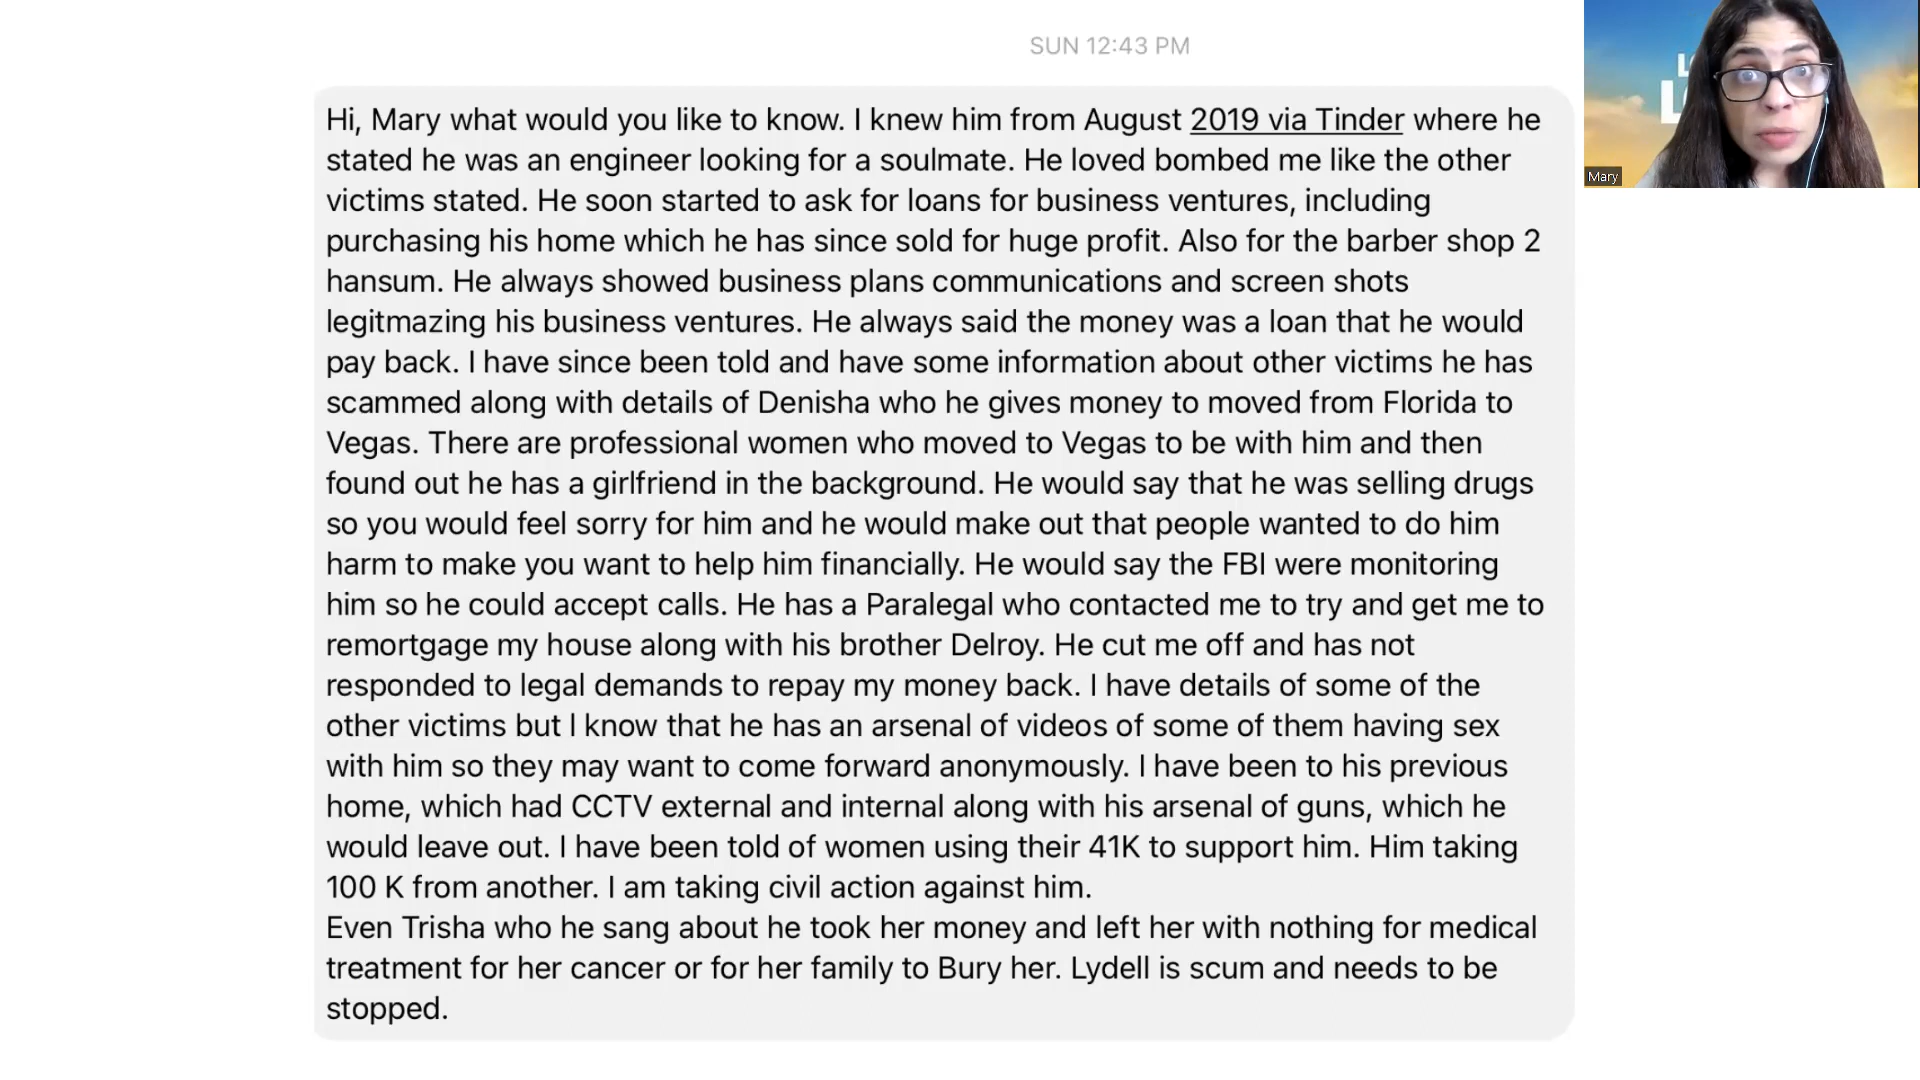 SUN 12:43 PM
Hi, Mary what would you like to know. I knew him from August 2019 via Tinder where he
stated he was an engineer looking for a soulmate. He loved bombed me like the other
victims stated. He soon started to ask for loans for business ventures, including
purchasing his home which he has since sold for huge profit. Also for the barber shop 2
hansum. He always showed business plans communications and screen shots
legitmazing his business ventures. He always said the money was a loan that he would
pay back. I have since been told and have some information about other victims he has
scammed along with details of Denisha who he gives money to moved from Florida to
Vegas. There are professional women who moved to Vegas to be with him and then
found out he has a girlfriend in the background. He would say that he was selling drugs
so you would feel sorry for him and he would make out that people wanted to do him
harm to make you want to help him financially. He would say the FBI were monitoring
him so he could accept calls. He has a Paralegal who contacted me to try and get me to
remortgage my house along with his brother Delroy. He cut me off and has not
responded to legal demands to repay my money back. I have details of some of the
other victims but I know that he has an arsenal of videos of some of them having sex
with him so they may want to come forward anonymously. I have been to his previous
home, which had CCTV external and internal along with his arsenal of guns, which he
would leave out. I have been told of women using their 41K to support him. Him taking
100 K from another. I am taking civil action against him.
Even Trisha who he sang about he took her money and left her with nothing for medical
treatment for her cancer or for her family to Bury her. Lydell is scum and needs to be
stopped.
Mary